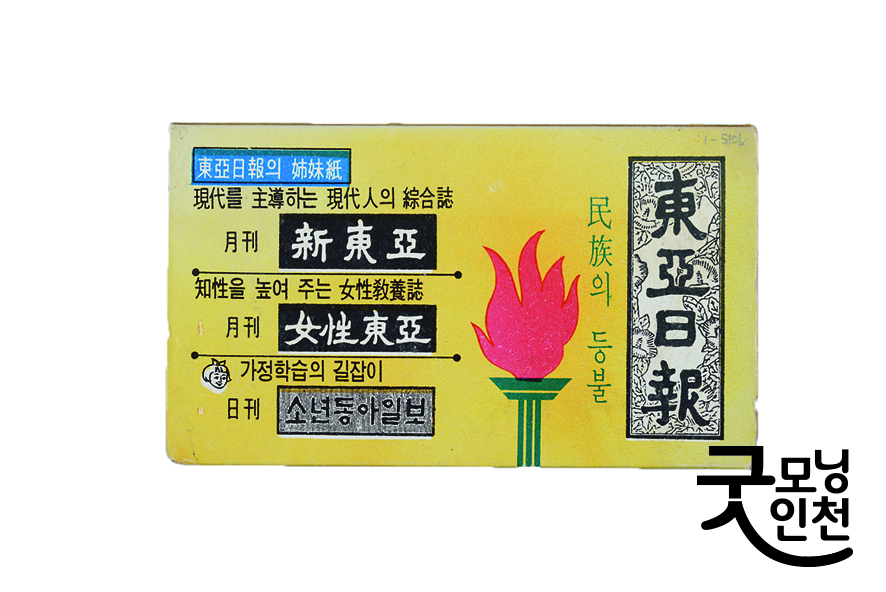 東亞日報의 姉妹紙
現代를 主導하는 現代人의 綜合誌
月刊 新東亞
知性을 높여 주는 女性敎養誌
月刊 女性東亞
가정학습의 길잡이
日刊 소년동아일보
民族의 등불
東亞日報
굿모닝
인천